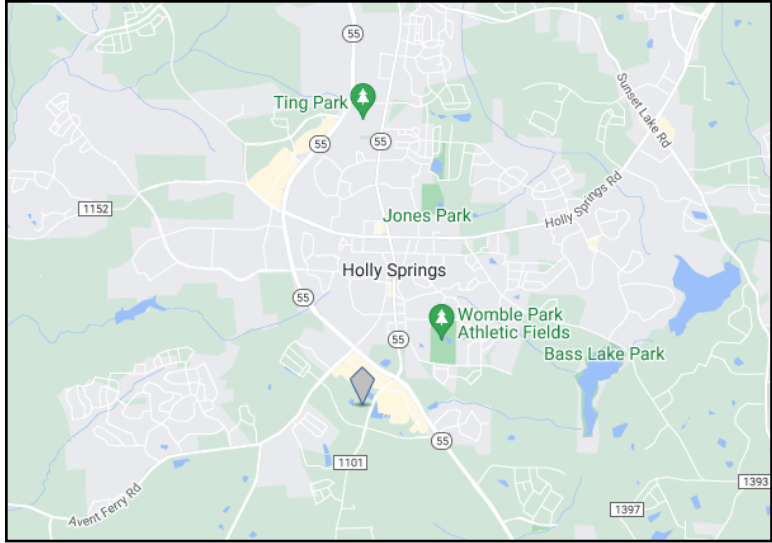 55
Ting Park
55
55
Sunset Lake Rd
1152
Holly Springs Rd
Jones Park
Holly Springs
55
Womble Park
Athletic Fields
55
Bass Lake Park
55
1101
1393
Avent Ferry Rd
1397